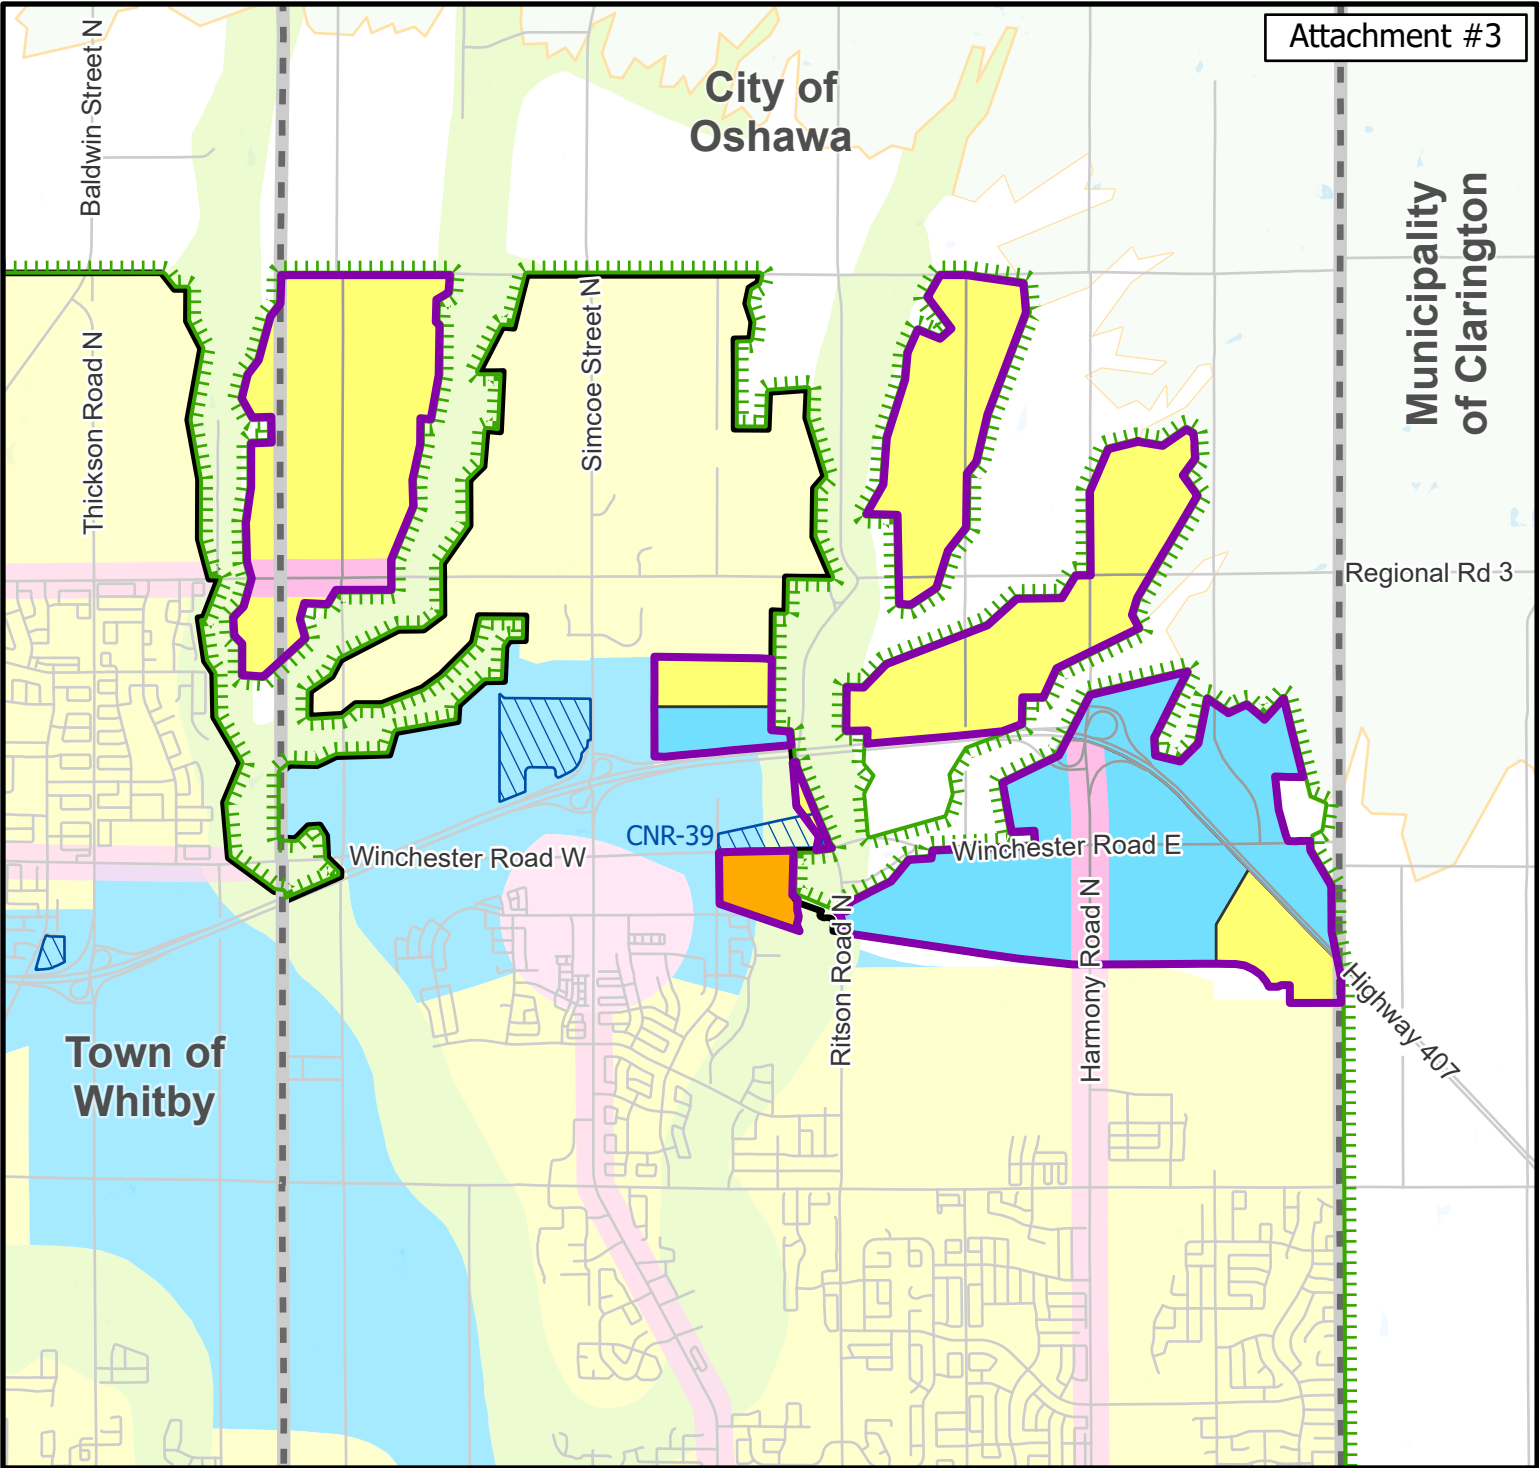 Attachment #3
City of
Oshawa
Baldwin Street N
Municipality
of Clarington
Thickson Road N
Simcoe Street N
Regional Rd 3
CNR-39
Winchester Road W
Winchester Road E
Ritson Road N
Harmony Road N
Highway 407
Town of
Whitby